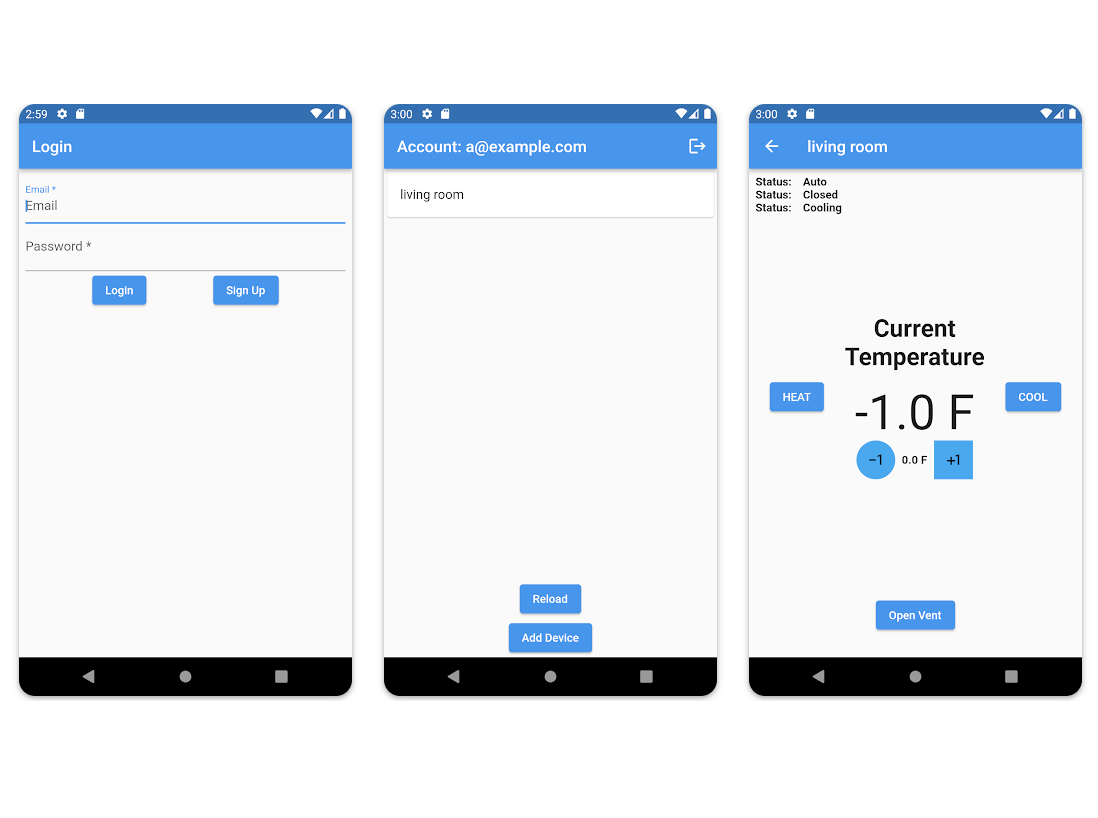 2:59
Login
Email *
Email
Password *
Login
Sign Up
3:00
Account: a@example.com
living room
Reload
Add Device
3:00
living room
Status: Auto
Status: Closed
Status: Cooling
Current
Temperature
HEAT
-1.0 F
COOL
−1
0.0 F
+1
Open Vent